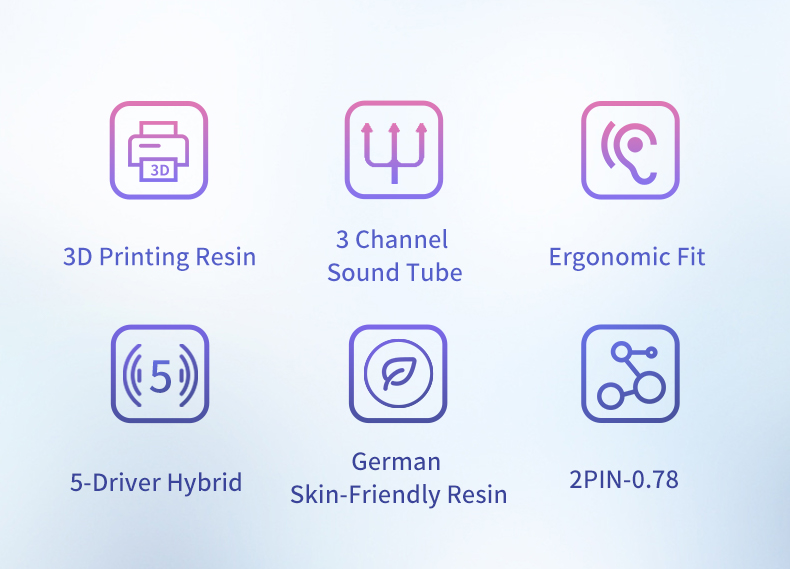 3D
3D Printing Resin
3 Channel
Sound Tube
Ergonomic Fit
5
5-Driver Hybrid
German
Skin-Friendly Resin
2PIN-0.78